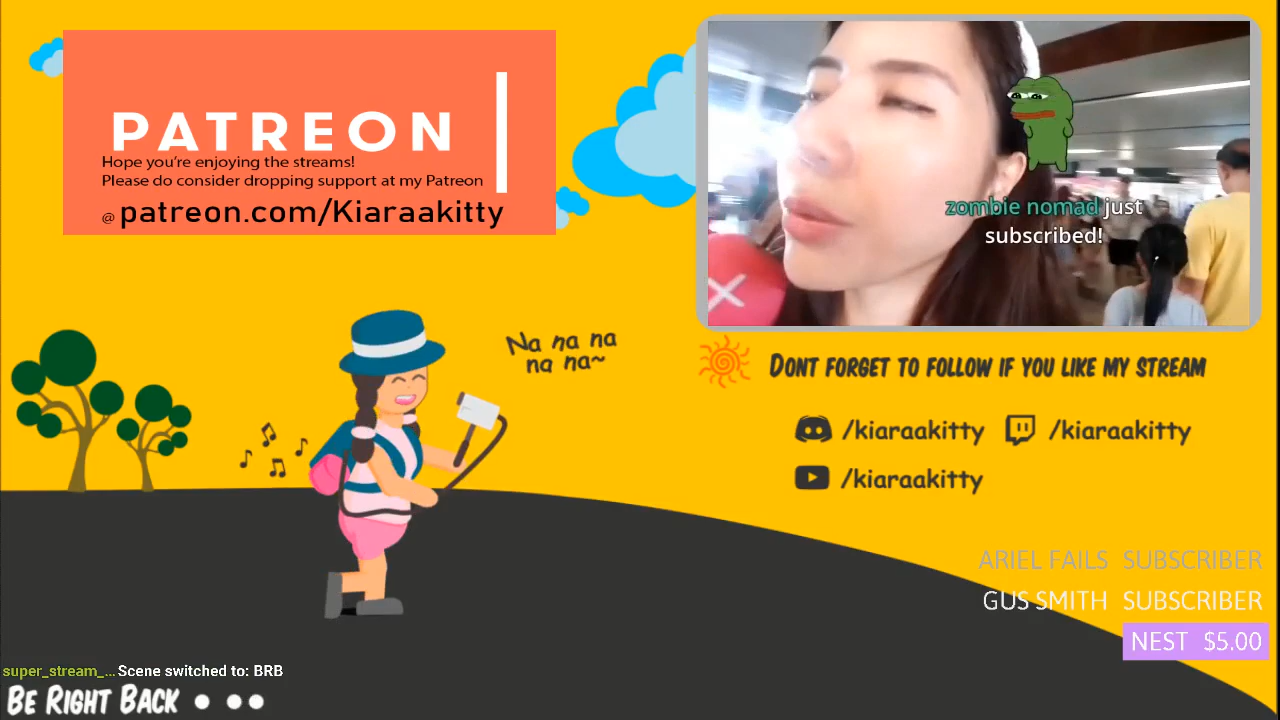 PATREON
Hope you're enjoying the streams!
Please do consider dropping support at my Patreon
@ patreon.com/Kiaraakitty
zombie nomad just
subscribed!
Na na na
na na~
DONT FORGET TO FOLLOW IF YOU LIKE MY STREAM
/kiaraakitty /kiaraakitty
/kiaraakitty
ARIEL FAILS SUBSCRIBER
GUS SMITH SUBSCRIBER
NEST $5.00
super_stream_... Scene switched to: BRB
BE RIGHT BACK